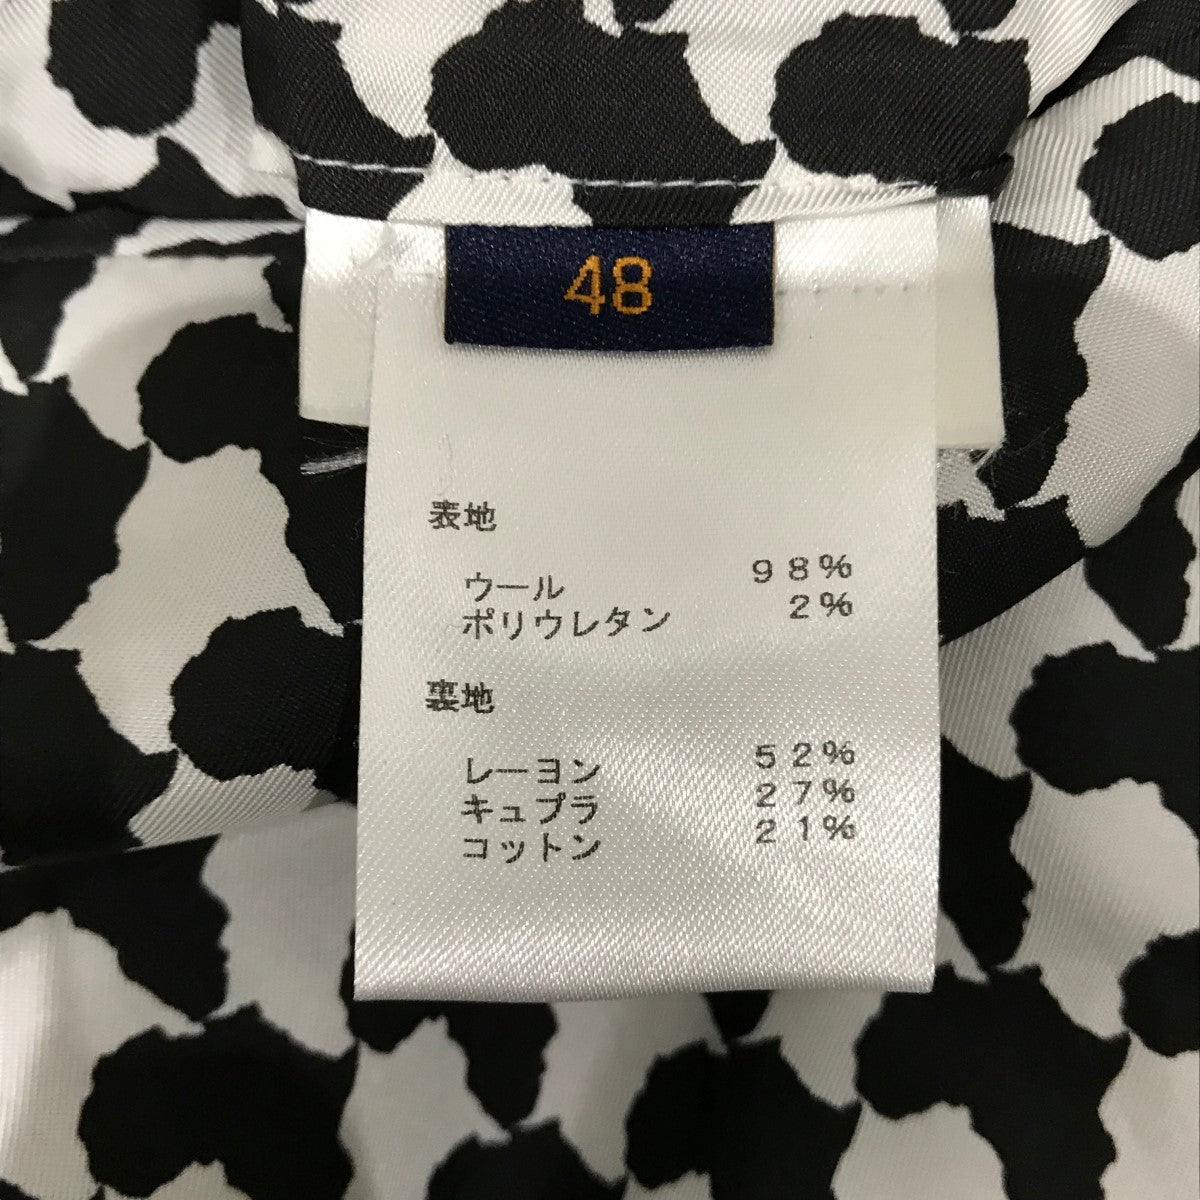 48
表地
ウール 98%
ポリウレタン 2%
裏地
レーヨン 52%
キュプラ 27%
コットン 21%